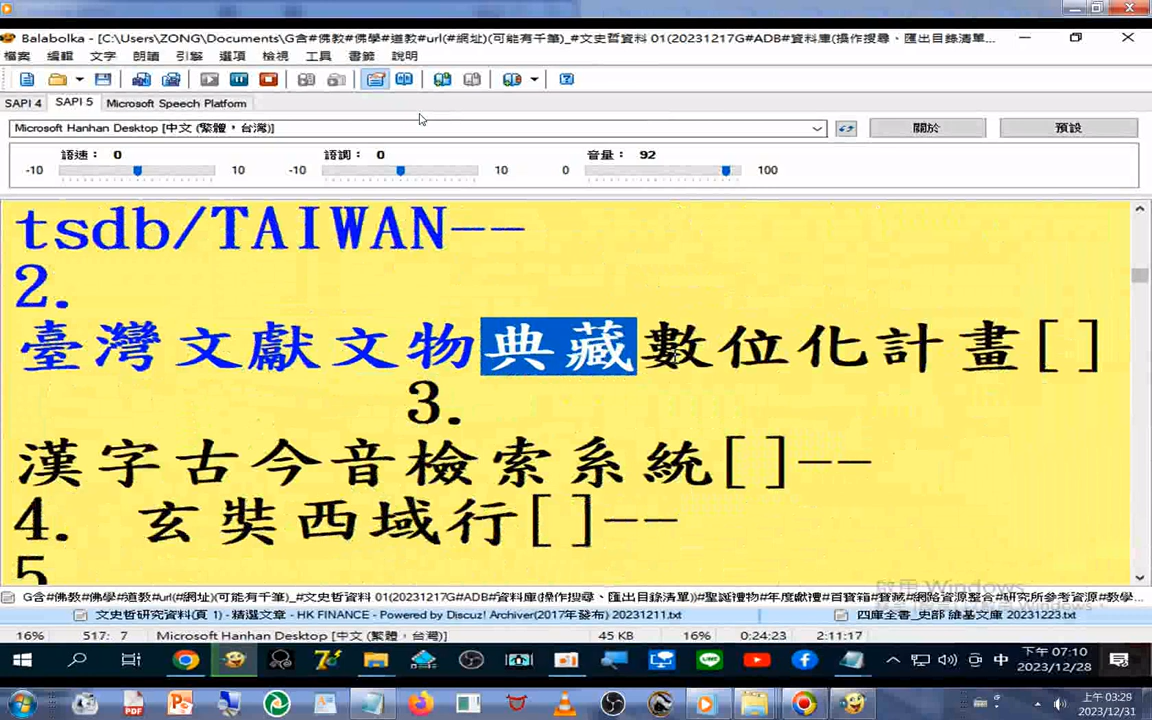 Balabolka - [C:\Users\ZONG\Documents\G含#佛教#佛學#道教#url(#網址)(可能有千筆)_#文史哲資料 01(20231217G#ADB#資料庫(操作搜尋、匯出目錄清單...
檔案 編輯 文字 朗讀 引擎 選項 檢視 工具 書籤 說明
SAPI 4 SAPI 5 Microsoft Speech Platform
Microsoft Hanhan Desktop [中文 (繁體，台灣)] 關於 預設
語速： 0 語調： 0 音量： 92
-10 10 -10 10 0 100
tsdb/TAIWAN--
2.
臺灣文獻文物典藏數位化計畫[]
3.
漢字古今音檢索系統[]--
4. 玄奘西域行[]--
5
啟用 Windows
G含#佛教#佛學#道教#url(#網址)(可能有千筆)_#文史哲資料 01(20231217G#ADB#資料庫(操作搜尋、匯出目錄清單))#聖誕禮物#年度獻禮#百寶箱#寶藏#網路資源整合#研究所參考資源#教學...
文史哲研究資料(頁 1) - 精選文章 - HK FINANCE - Powered by Discuz! Archiver(2017年發布) 20231211.txt 四庫全書_史部 維基文庫 20231223.txt
16% 517: 7 Microsoft Hanhan Desktop [中文 (繁體，台灣)] 45 KB 16% 0:24:23 2:11:17
中 下午 07:10
2023/12/28
上午 03:29
2023/12/31